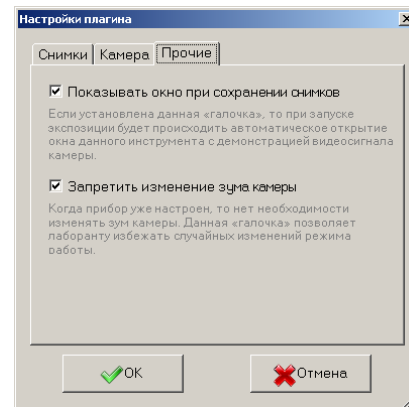 Настройки плагина
Снимки Камера Прочие
Показывать окно при сохранении снимков
Если установлена данная «галочка», то при запуске
экспозиции будет происходить автоматическое открытие
окна данного инструмента с демонстрацией видеосигнала
камеры.
Запретить изменение зума камеры
Когда прибор уже настроен, то нет необходимости
изменять зум камеры. Данная «галочка» позволяет
лаборанту избежать случайных изменений режима
работы.
OK Отмена